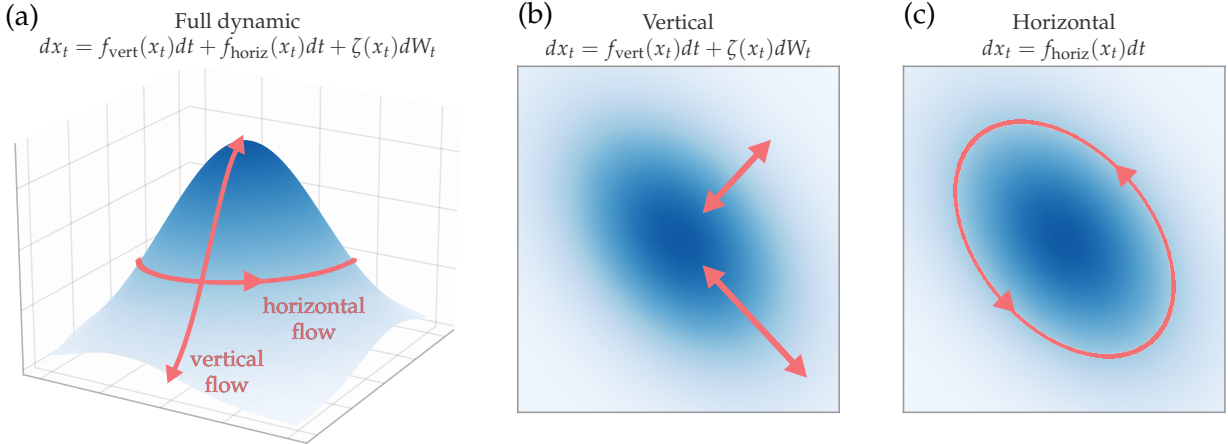 (a)
Full dynamic
dx_t = f_vert(x_t)dt + f_horiz(x_t)dt + ζ(x_t)dW_t
horizontal
flow
vertical
flow
(b)
Vertical
dx_t = f_vert(x_t)dt + ζ(x_t)dW_t
(c)
Horizontal
dx_t = f_horiz(x_t)dt